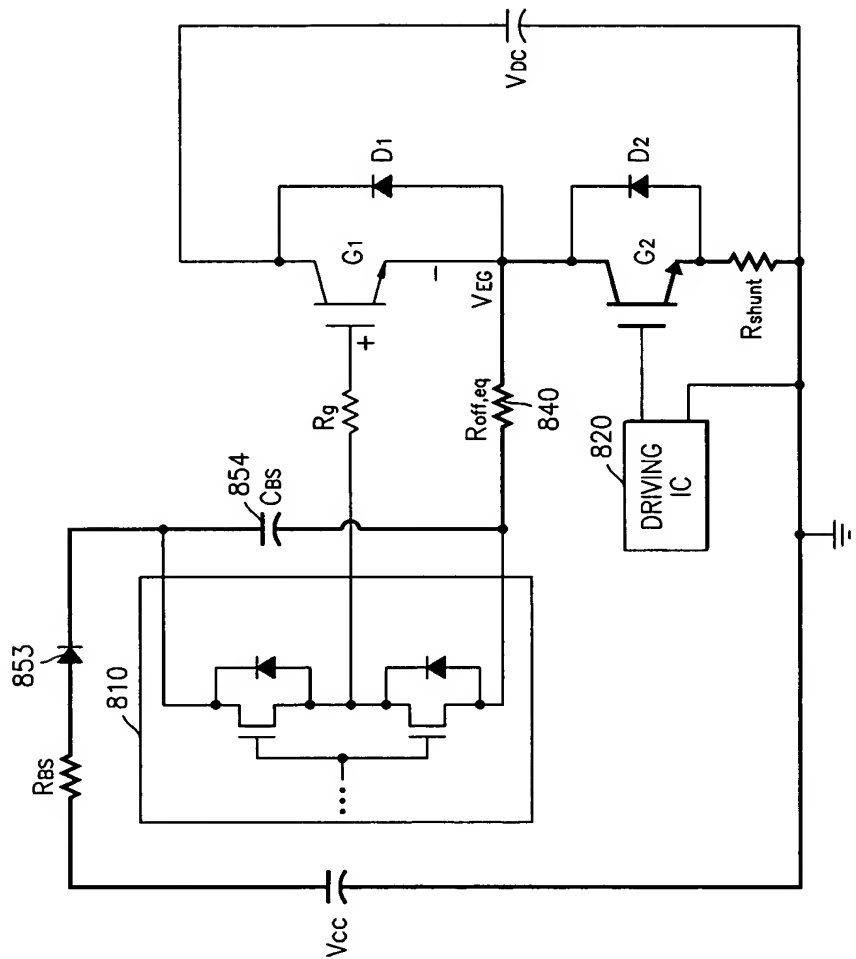 853
RBS
854
CBS
810
....
Vcc
Rg
+
G1
D1
VDC
−
VEG
Roff,eq
840
D2
G2
820
DRIVING
IC
Rshunt